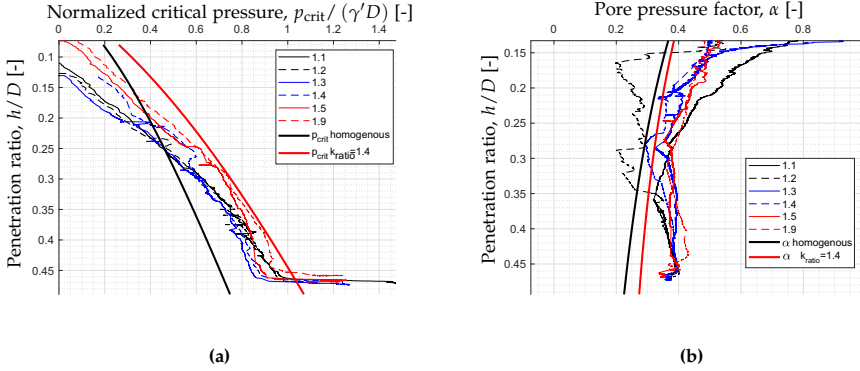 Normalized critical pressure, p_crit/(γ′D) [-]
0 0.2 0.4 0.6 0.8 1.0 1.2 1.4
Penetration ratio, h/D [-]
0.1
0.15
0.2
0.25
0.3
0.35
0.4
0.45
1.1
1.2
1.3
1.4
1.5
1.9
p_crit homogenous
p_crit k_ratio=1.4
(a)
Pore pressure factor, α [-]
0 0.2 0.4 0.6 0.8
Penetration ratio, h/D [-]
0.15
0.2
0.25
0.3
0.35
0.4
0.45
1.1
1.2
1.3
1.4
1.5
1.9
α homogenous
α k_ratio=1.4
(b)